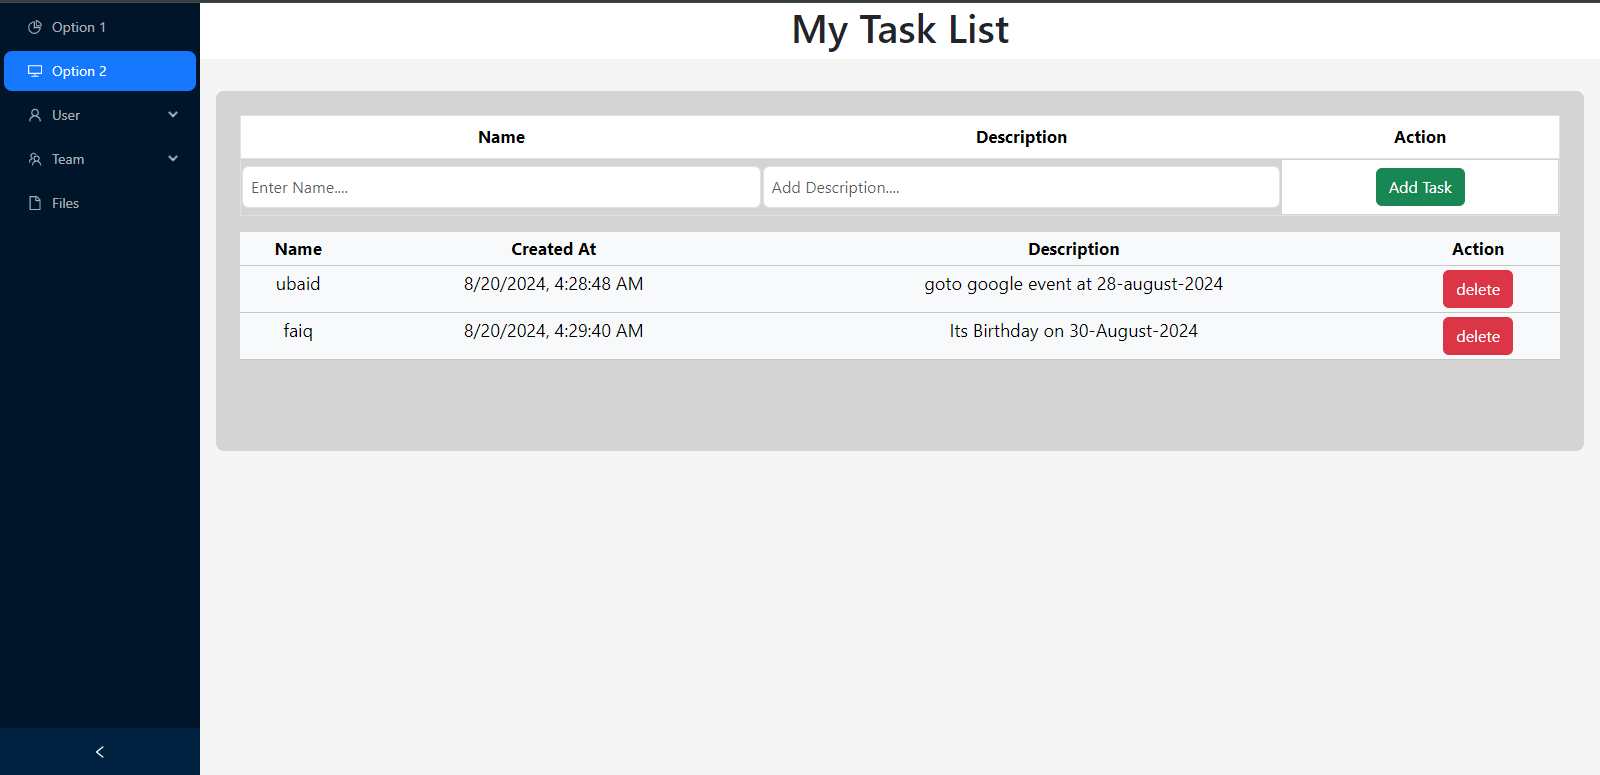 Option 1
Option 2
User
Team
Files
My Task List
Name Description Action
Enter Name.... Add Description.... Add Task
Name Created At Description Action
ubaid 8/20/2024, 4:28:48 AM goto google event at 28-august-2024 delete
faiq 8/20/2024, 4:29:40 AM Its Birthday on 30-August-2024 delete